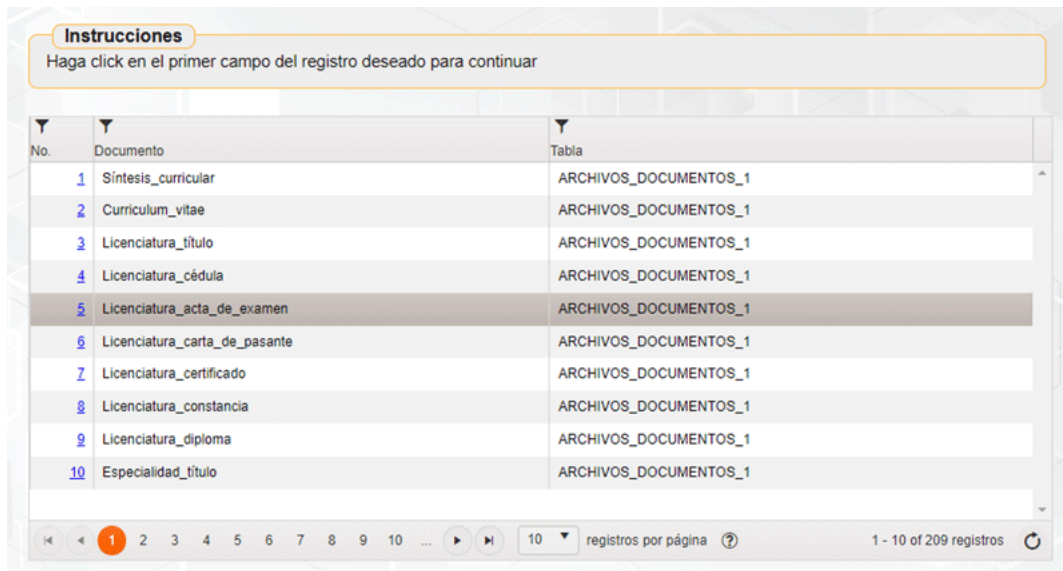 Instrucciones
Haga click en el primer campo del registro deseado para continuar
No. Documento Tabla
1 Síntesis_curricular ARCHIVOS_DOCUMENTOS_1
2 Curriculum_vitae ARCHIVOS_DOCUMENTOS_1
3 Licenciatura_título ARCHIVOS_DOCUMENTOS_1
4 Licenciatura_cédula ARCHIVOS_DOCUMENTOS_1
5 Licenciatura_acta_de_examen ARCHIVOS_DOCUMENTOS_1
6 Licenciatura_carta_de_pasante ARCHIVOS_DOCUMENTOS_1
7 Licenciatura_certificado ARCHIVOS_DOCUMENTOS_1
8 Licenciatura_constancia ARCHIVOS_DOCUMENTOS_1
9 Licenciatura_diploma ARCHIVOS_DOCUMENTOS_1
10 Especialidad_título ARCHIVOS_DOCUMENTOS_1
1 2 3 4 5 6 7 8 9 10 ... 10 registros por página ? 1 - 10 of 209 registros